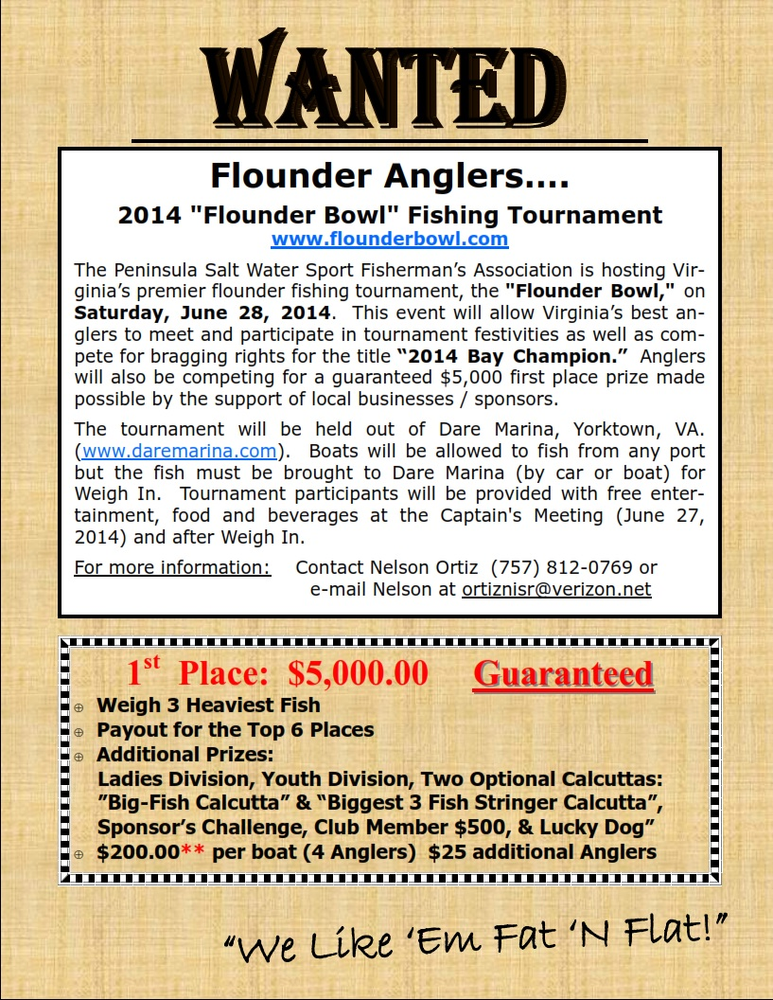 WANTED
Flounder Anglers....
2014 "Flounder Bowl" Fishing Tournament
www.flounderbowl.com
The Peninsula Salt Water Sport Fisherman’s Association is hosting Vir-
ginia’s premier flounder fishing tournament, the "Flounder Bowl," on
Saturday, June 28, 2014.  This event will allow Virginia’s best an-
glers to meet and participate in tournament festivities as well as com-
pete for bragging rights for the title “2014 Bay Champion.”  Anglers
will also be competing for a guaranteed $5,000 first place prize made
possible by the support of local businesses / sponsors.
The tournament will be held out of Dare Marina, Yorktown, VA.
(www.daremarina.com).  Boats will be allowed to fish from any port
but the fish must be brought to Dare Marina (by car or boat) for
Weigh In.  Tournament participants will be provided with free enter-
tainment, food and beverages at the Captain's Meeting (June 27,
2014) and after Weigh In.
For more information:    Contact Nelson Ortiz  (757) 812-0769 or
e-mail Nelson at ortiznisr@verizon.net
1st Place: $5,000.00    Guaranteed
⊕ Weigh 3 Heaviest Fish
⊕ Payout for the Top 6 Places
⊕ Additional Prizes:
Ladies Division, Youth Division, Two Optional Calcuttas:
”Big-Fish Calcutta” & “Biggest 3 Fish Stringer Calcutta”,
Sponsor’s Challenge, Club Member $500, & Lucky Dog”
⊕ $200.00** per boat (4 Anglers)  $25 additional Anglers
“We Like ‘Em Fat ‘N Flat!”